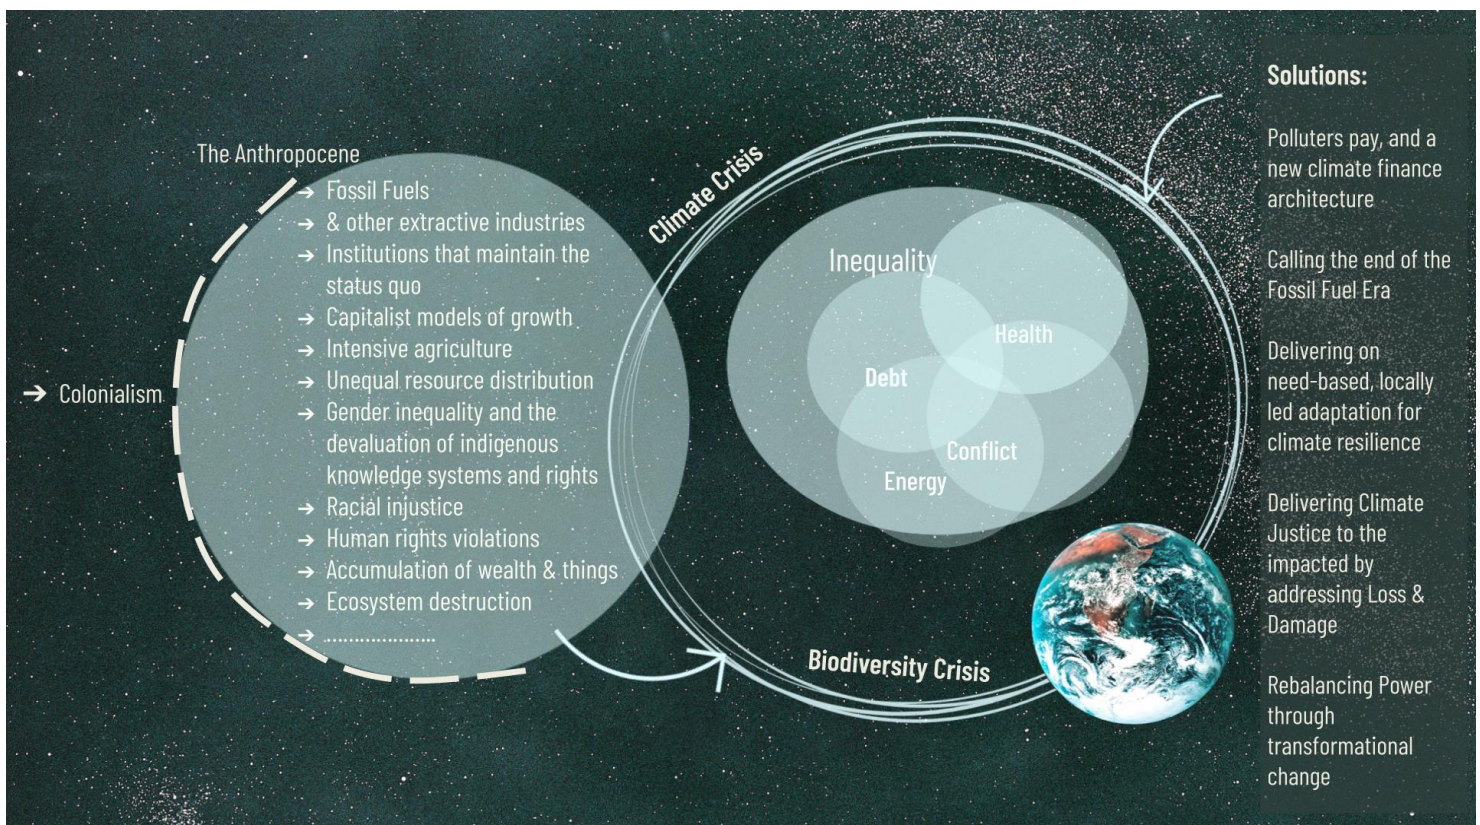 The Anthropocene
➔ Fossil Fuels
➔ & other extractive industries
➔ Institutions that maintain the
status quo
➔ Capitalist models of growth
➔ Intensive agriculture
➔ Unequal resource distribution
➔ Gender inequality and the
devaluation of indigenous
knowledge systems and rights
➔ Racial injustice
➔ Human rights violations
➔ Accumulation of wealth & things
➔ Ecosystem destruction
➔ ....................
➔ Colonialism
Climate Crisis
Inequality
Health
Debt
Conflict
Energy
Biodiversity Crisis
Solutions:
Polluters pay, and a
new climate finance
architecture
Calling the end of the
Fossil Fuel Era
Delivering on
need-based, locally
led adaptation for
climate resilience
Delivering Climate
Justice to the
impacted by
addressing Loss &
Damage
Rebalancing Power
through
transformational
change